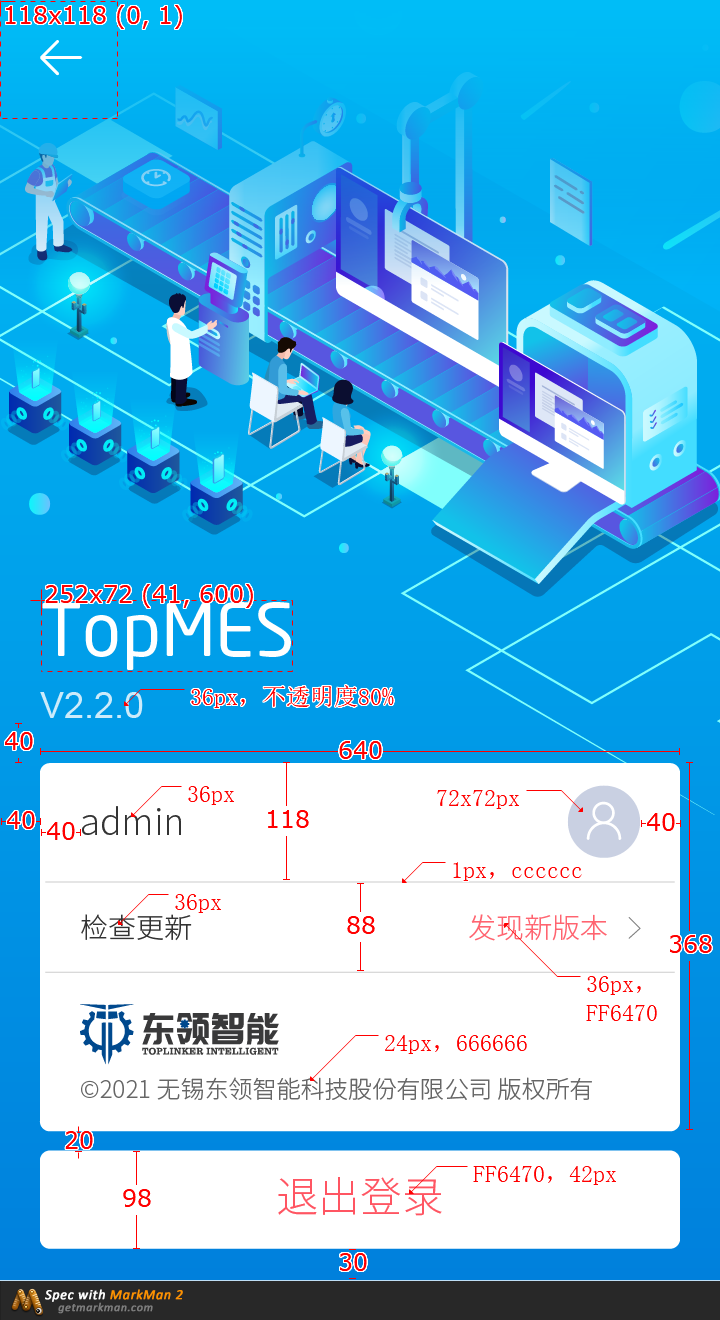 118x118 (0, 1)
252x72 (41, 600)
TopMES
V2.2.0
36px，不透明度80%
40
640
36px
72x72px
40
40
admin
118
40
1px，cccccc
36px
88
检查更新
发现新版本
368
36px，
FF6470
东领智能
TOPLINKER INTELLIGENT
24px，666666
©2021 无锡东领智能科技股份有限公司 版权所有
20
FF6470，42px
98
退出登录
30
Spec with MarkMan 2
getmarkman.com